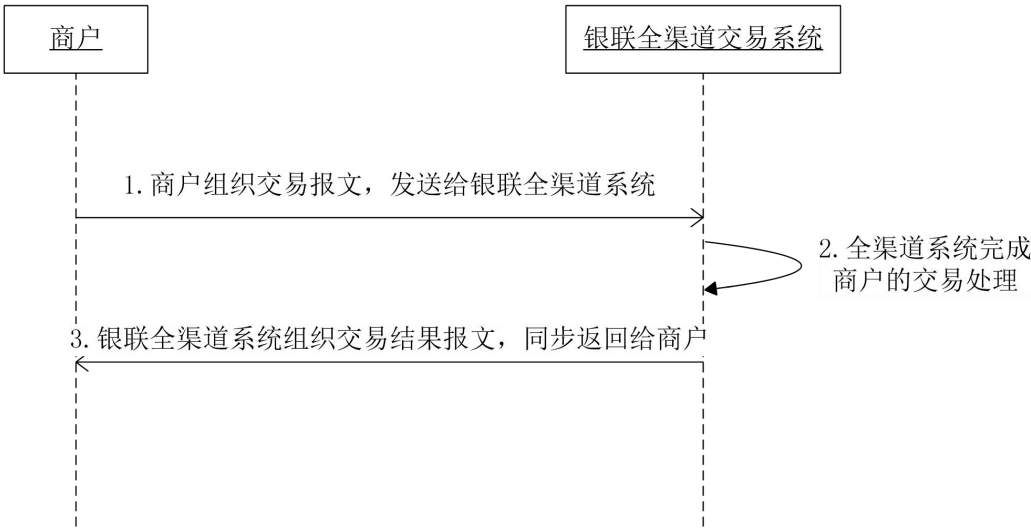 商户
银联全渠道交易系统
1.商户组织交易报文，发送给银联全渠道系统
2.全渠道系统完成
商户的交易处理
3.银联全渠道系统组织交易结果报文，同步返回给商户